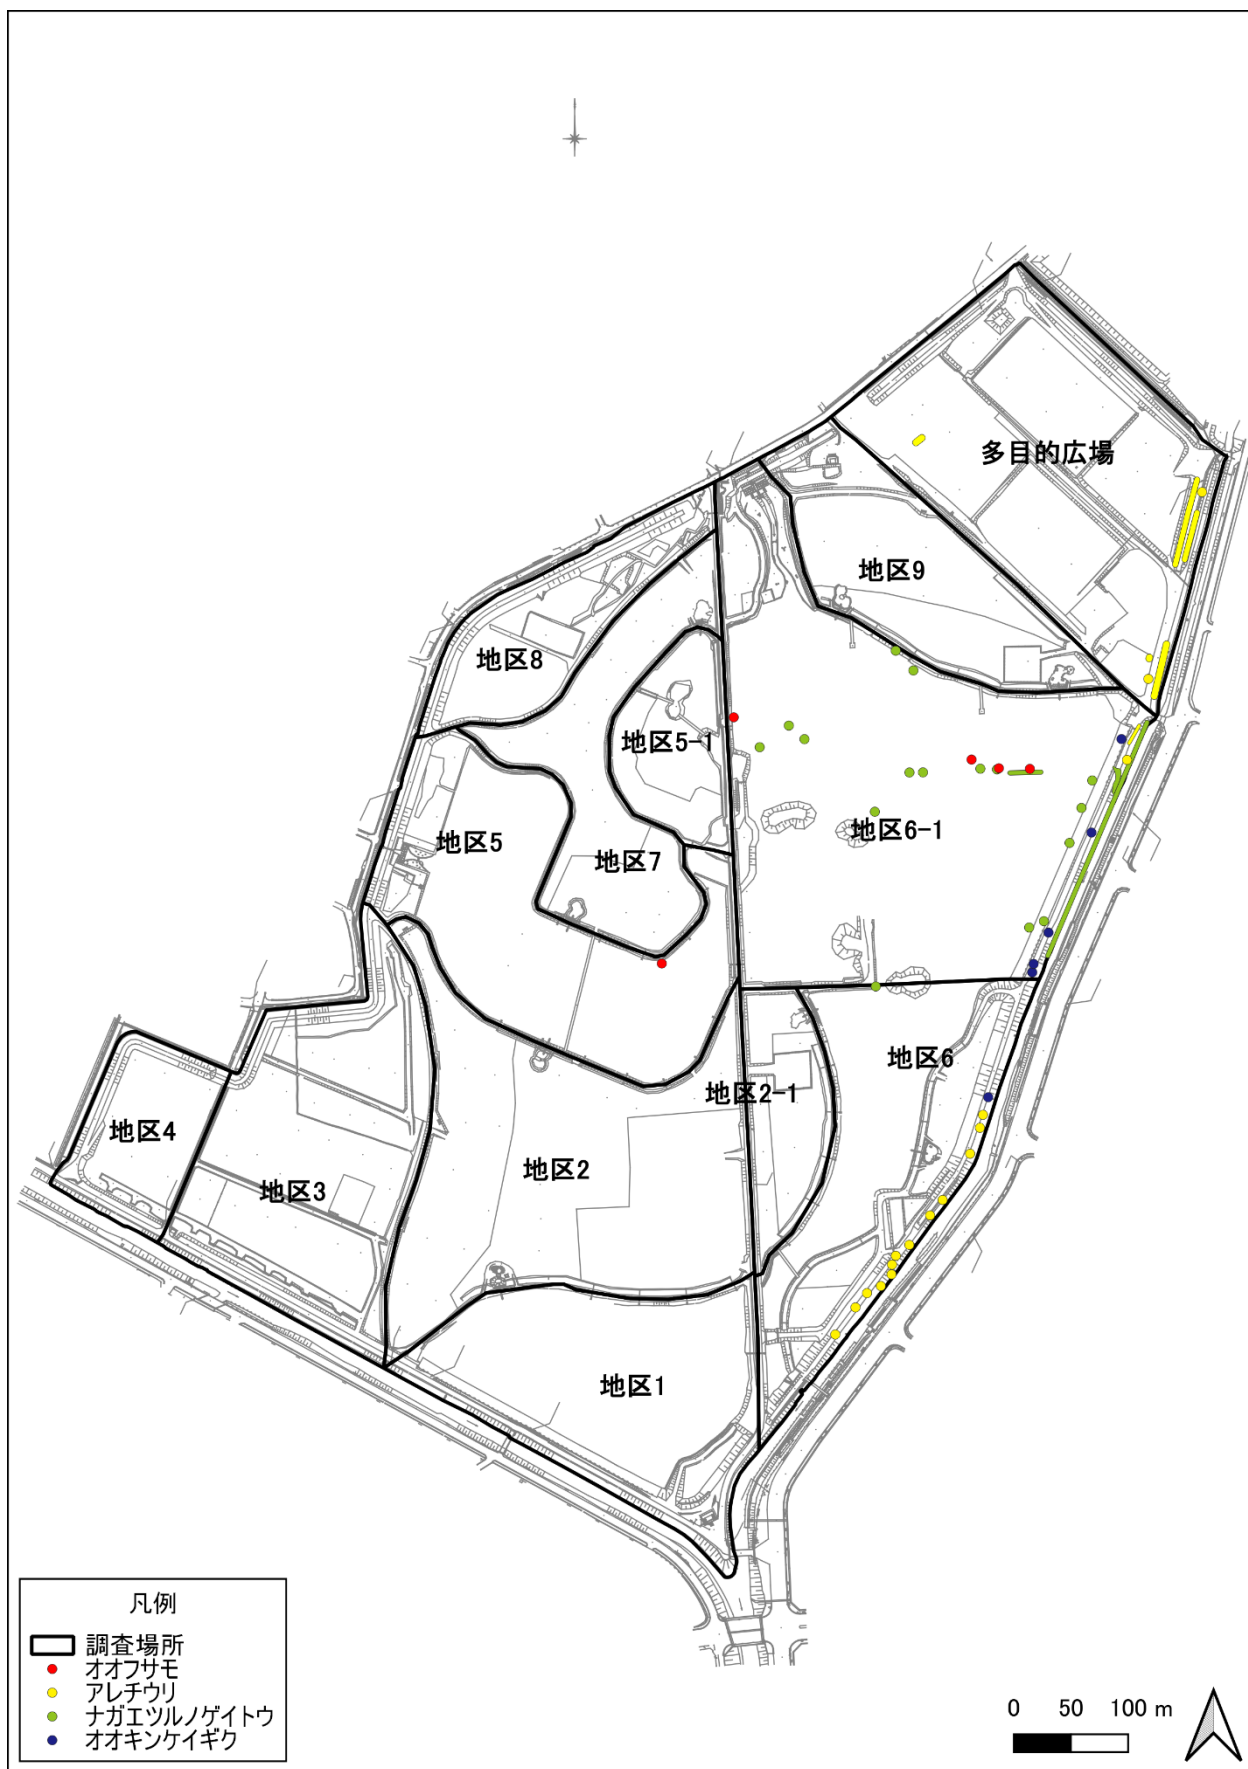 多目的広場
地区9
地区8
地区5-1
地区6-1
地区5
地区7
地区6
地区2-1
地区4
地区2
地区3
地区1
凡例
調査場所
オオフサモ
アレチウリ
ナガエツルノゲイトウ
オオキンケイギク
0 50 100 m